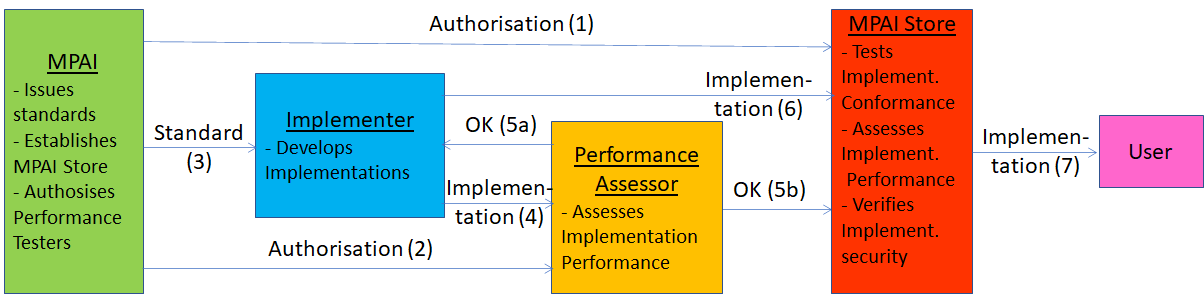 MPAI
- Issues
standards
- Establishes
MPAI Store
- Authosises
Performance
Testers
Authorisation (1)
Standard
(3)
Authorisation (2)
Implementer
- Develops
Implementations
Implemen-
tation (6)
OK (5a)
Implemen-
tation (4)
Performance
Assessor
- Assesses
Implementation
Performance
OK (5b)
MPAI Store
- Tests
Implement.
Conformance
- Assesses
Implement.
Performance
- Verifies
Implement.
security
Implemen-
tation (7)
User